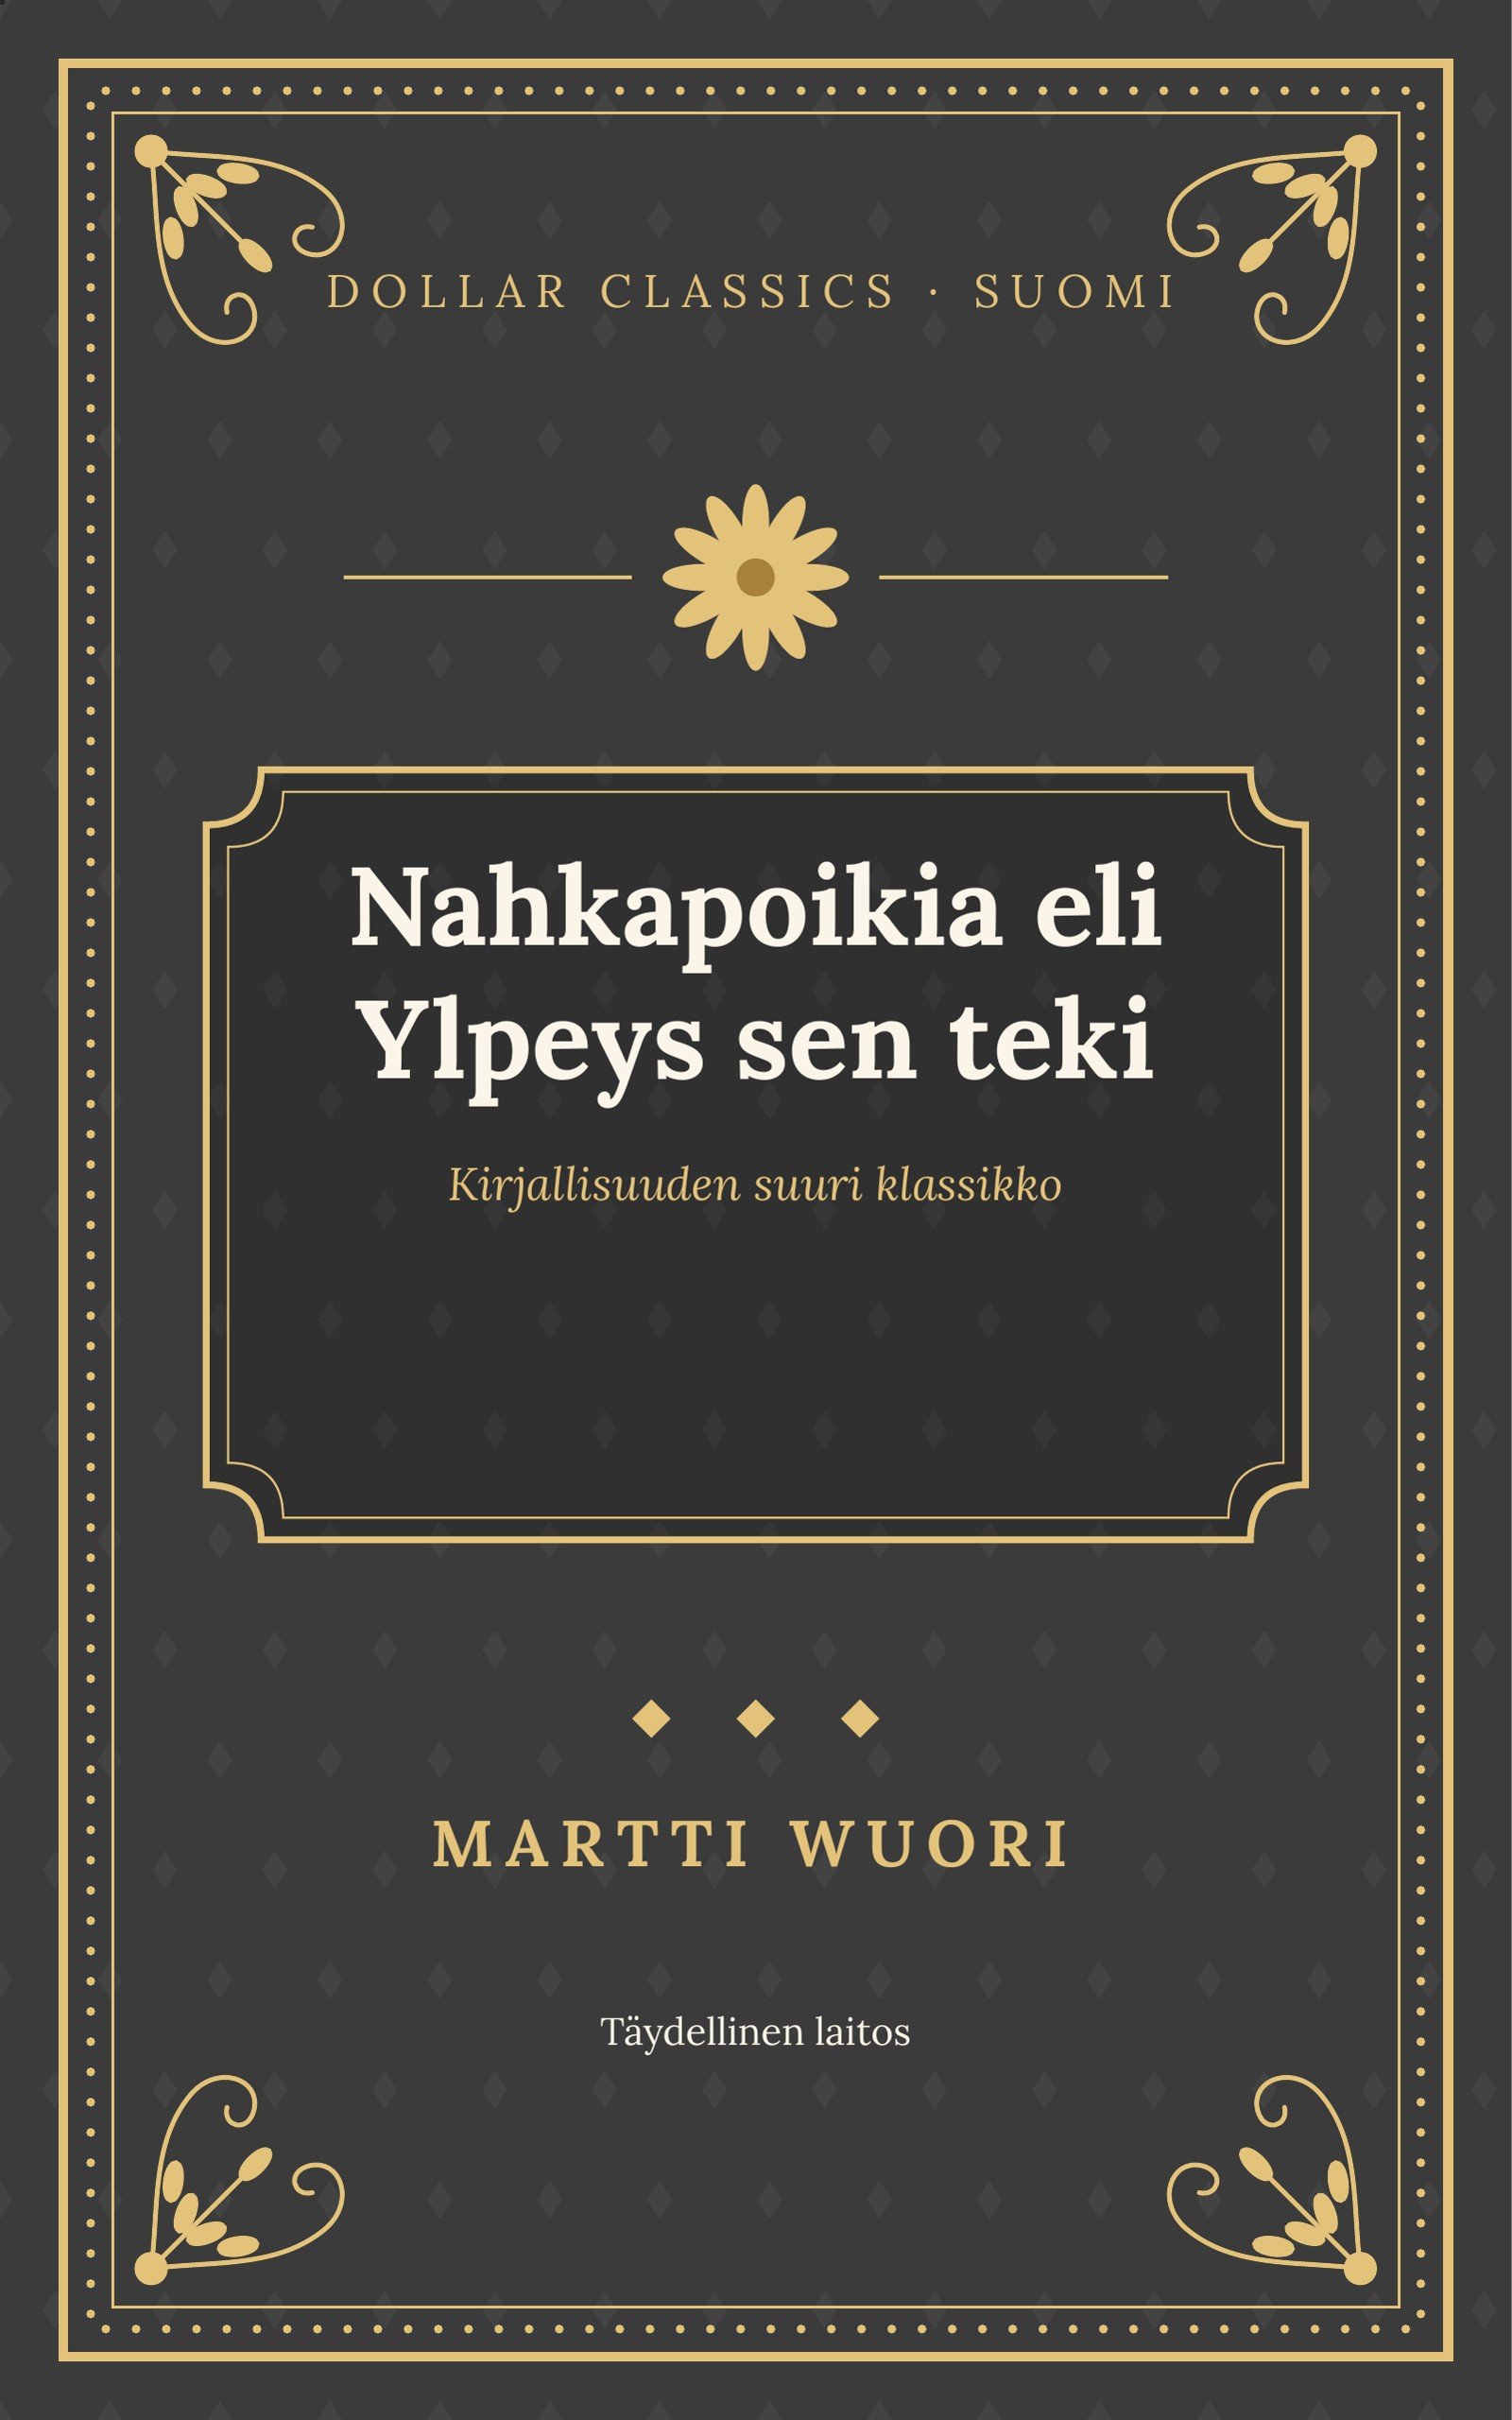 DOLLAR CLASSICS · SUOMI
Nahkapoikia eli
Ylpeys sen teki
Kirjallisuuden suuri klassikko
MARTTI WUORI
Täydellinen laitos